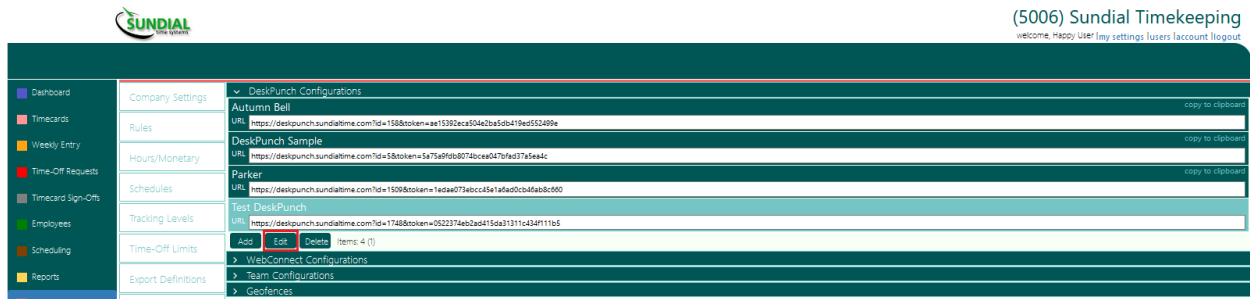 SUNDIAL
time systems
(5006) Sundial Timekeeping
welcome, Happy User |my settings |users |account |logout
Dashboard
Timecards
Weekly Entry
Time-Off Requests
Timecard Sign-Offs
Employees
Scheduling
Reports
Company Settings
Rules
Hours/Monetary
Schedules
Tracking Levels
Time-Off Limits
Export Definitions
DeskPunch Configurations
Autumn Bell copy to clipboard
URL https://deskpunch.sundialtime.com?id=158&token=ae15392eca504e2ba5db419ed552499e
DeskPunch Sample copy to clipboard
URL https://deskpunch.sundialtime.com?id=5&token=5a75a9fdb8074bcea047bfad37a5ea4c
Parker copy to clipboard
URL https://deskpunch.sundialtime.com?id=1509&token=1edae073ebcc45e1a6ad0cb46ab8c660
Test DeskPunch
URL https://deskpunch.sundialtime.com?id=1748&token=0522374eb2ad415da31311c434f111b5
Add Edit Delete Items: 4 (1)
> WebConnect Configurations
> Team Configurations
> Geofences